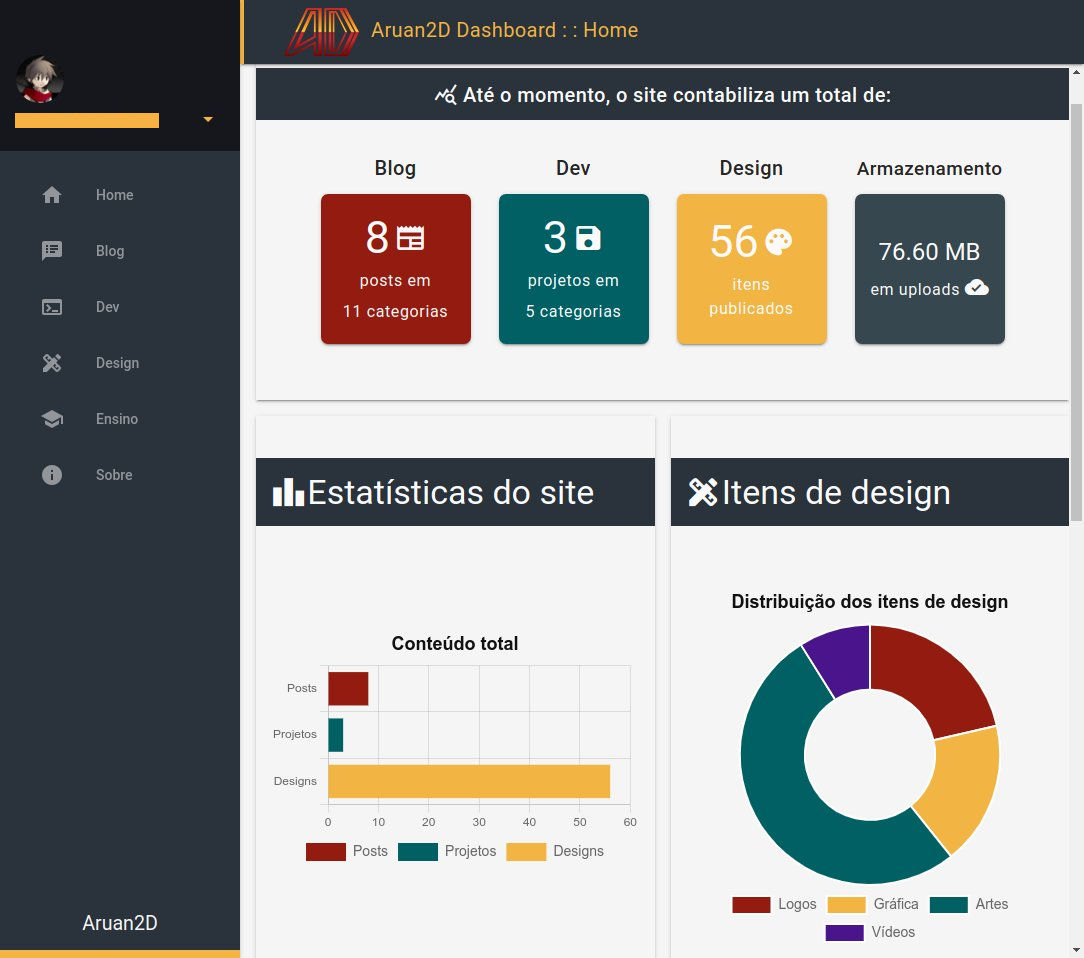 AD
Aruan2D Dashboard : : Home
Home
Blog
Dev
Design
Ensino
Sobre
Aruan2D
Até o momento, o site contabiliza um total de:
Blog
8
posts em
11 categorias
Dev
3
projetos em
5 categorias
Design
56
itens
publicados
Armazenamento
76.60 MB
em uploads
Estatísticas do site
Conteúdo total
Posts
Projetos
Designs
0 10 20 30 40 50 60
Posts Projetos Designs
Itens de design
Distribuição dos itens de design
Logos Gráfica Artes
Vídeos